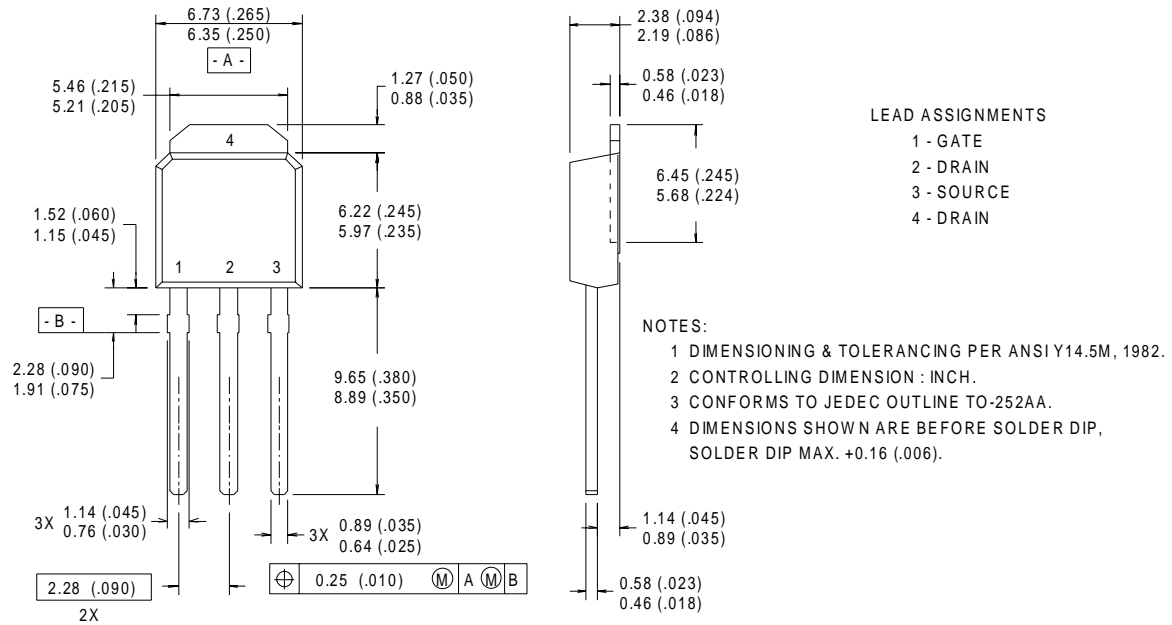 6.73 (.265)
6.35 (.250)
- A -
5.46 (.215)
5.21 (.205)
1.27 (.050)
0.88 (.035)
4
6.22 (.245)
5.97 (.235)
1.52 (.060)
1.15 (.045)
1 2 3
- B -
2.28 (.090)
1.91 (.075)
9.65 (.380)
8.89 (.350)
3X 1.14 (.045)
0.76 (.030)
3X 0.89 (.035)
0.64 (.025)
2.28 (.090)
2X
⌖ 0.25 (.010) Ⓜ A Ⓜ B
2.38 (.094)
2.19 (.086)
0.58 (.023)
0.46 (.018)
6.45 (.245)
5.68 (.224)
1.14 (.045)
0.89 (.035)
0.58 (.023)
0.46 (.018)
LEAD ASSIGNMENTS
1 - GATE
2 - DRAIN
3 - SOURCE
4 - DRAIN
NOTES:
1 DIMENSIONING & TOLERANCING PER ANSI Y14.5M, 1982.
2 CONTROLLING DIMENSION : INCH.
3 CONFORMS TO JEDEC OUTLINE TO-252AA.
4 DIMENSIONS SHOWN ARE BEFORE SOLDER DIP,
SOLDER DIP MAX. +0.16 (.006).